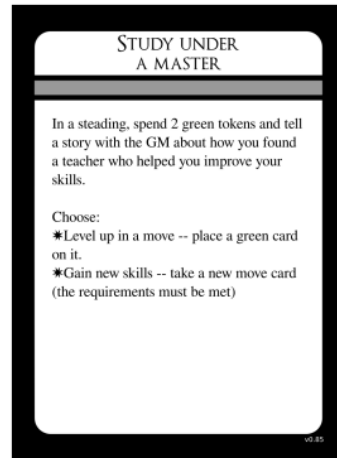 STUDY UNDER
A MASTER
In a steading, spend 2 green tokens and tell
a story with the GM about how you found
a teacher who helped you improve your
skills.
Choose:
✷Level up in a move -- place a green card
on it.
✷Gain new skills -- take a new move card
(the requirements must be met)
v0.85